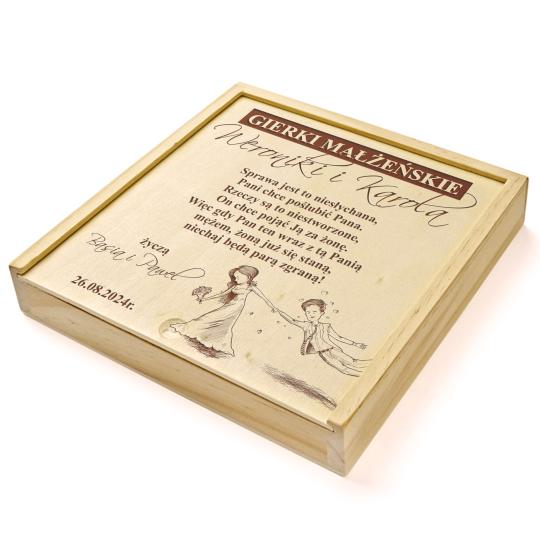 GIERKI MAŁŻEŃSKIE
Weroniki i Karola
Sprawa jest to niesłychana,
Pani chce poślubić Pana.
Rzeczy są to niestworzone,
On chce pojąć Ją za żonę.
Więc gdy Pan ten wraz z tą Panią
mężem, żoną już się staną,
niechaj będą parą zgraną!
życzą
Basia i Paweł
26.08.2024r.